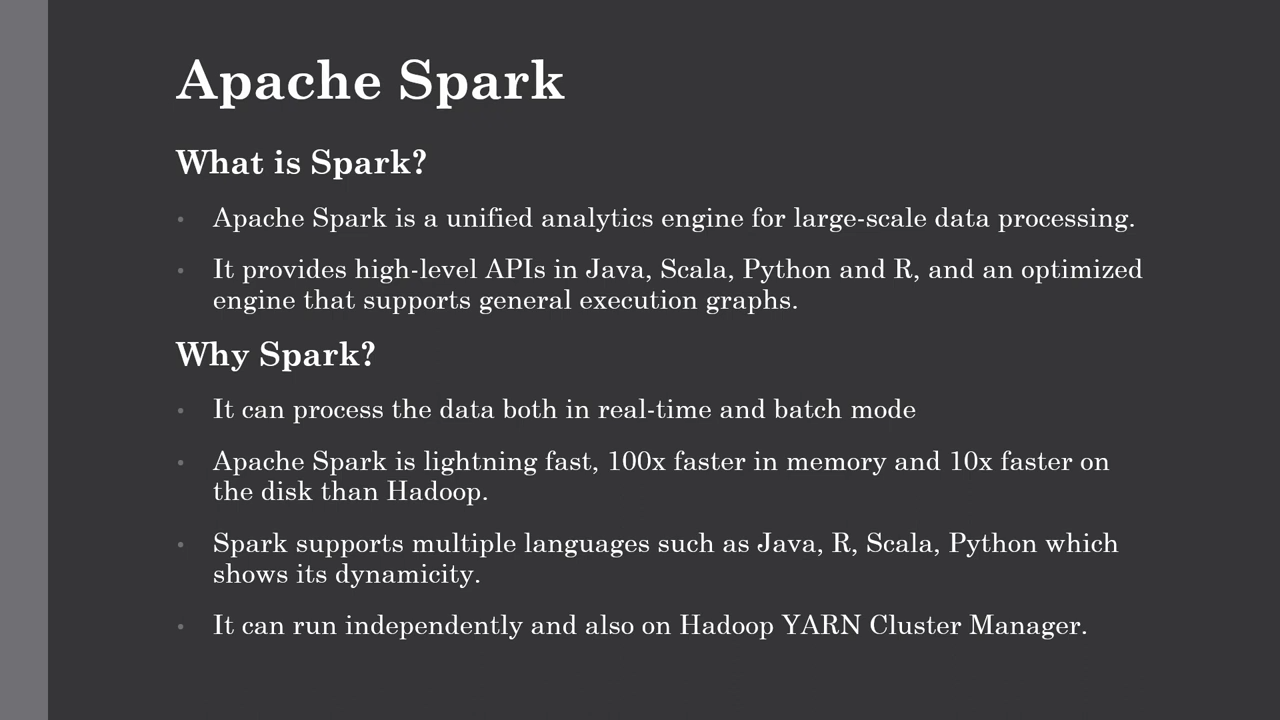 Apache Spark
What is Spark?
• Apache Spark is a unified analytics engine for large-scale data processing.
• It provides high-level APIs in Java, Scala, Python and R, and an optimized
engine that supports general execution graphs.
Why Spark?
• It can process the data both in real-time and batch mode
• Apache Spark is lightning fast, 100x faster in memory and 10x faster on
the disk than Hadoop.
• Spark supports multiple languages such as Java, R, Scala, Python which
shows its dynamicity.
• It can run independently and also on Hadoop YARN Cluster Manager.